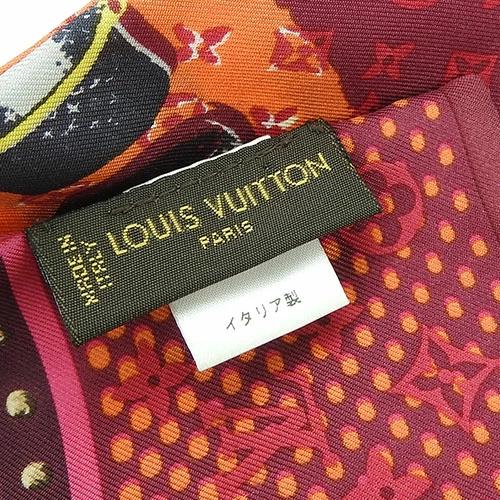 MADE IN
ITALY
LOUIS VUITTON
PARIS
イタリア製